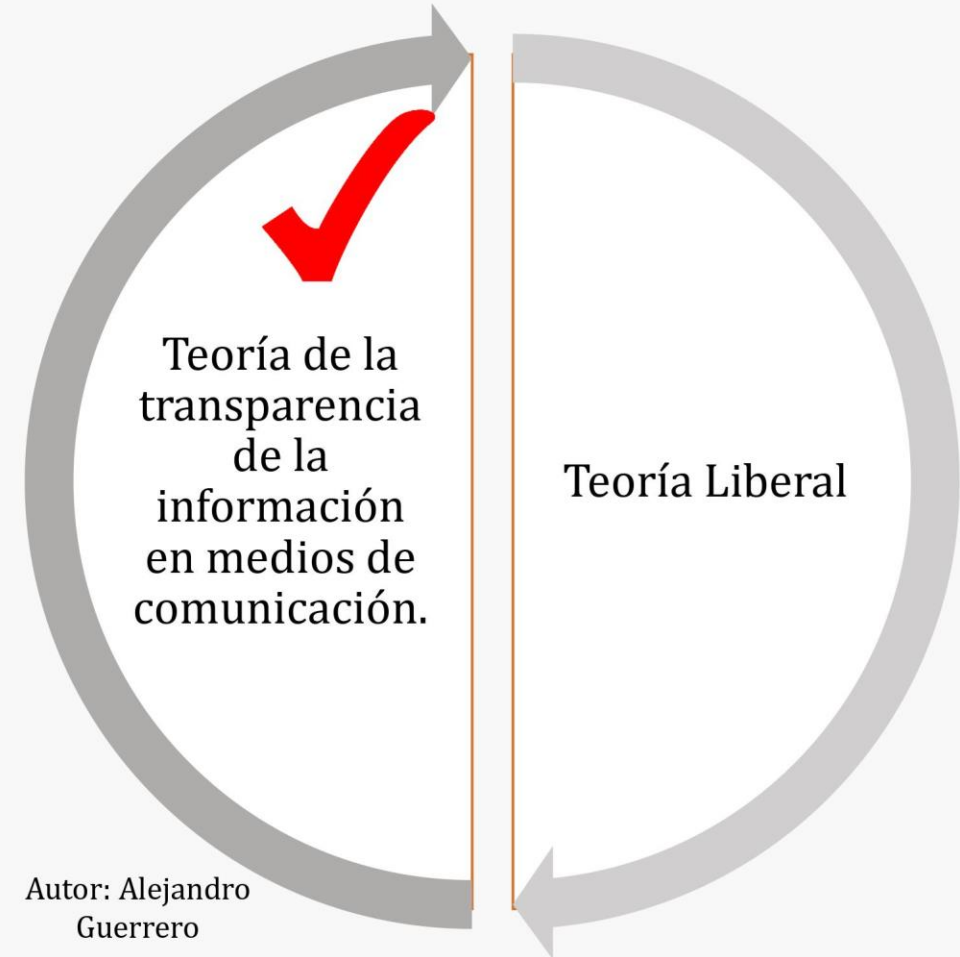 Teoría de la
transparencia
de la
información
en medios de
comunicación.
Teoría Liberal
Autor: Alejandro
Guerrero